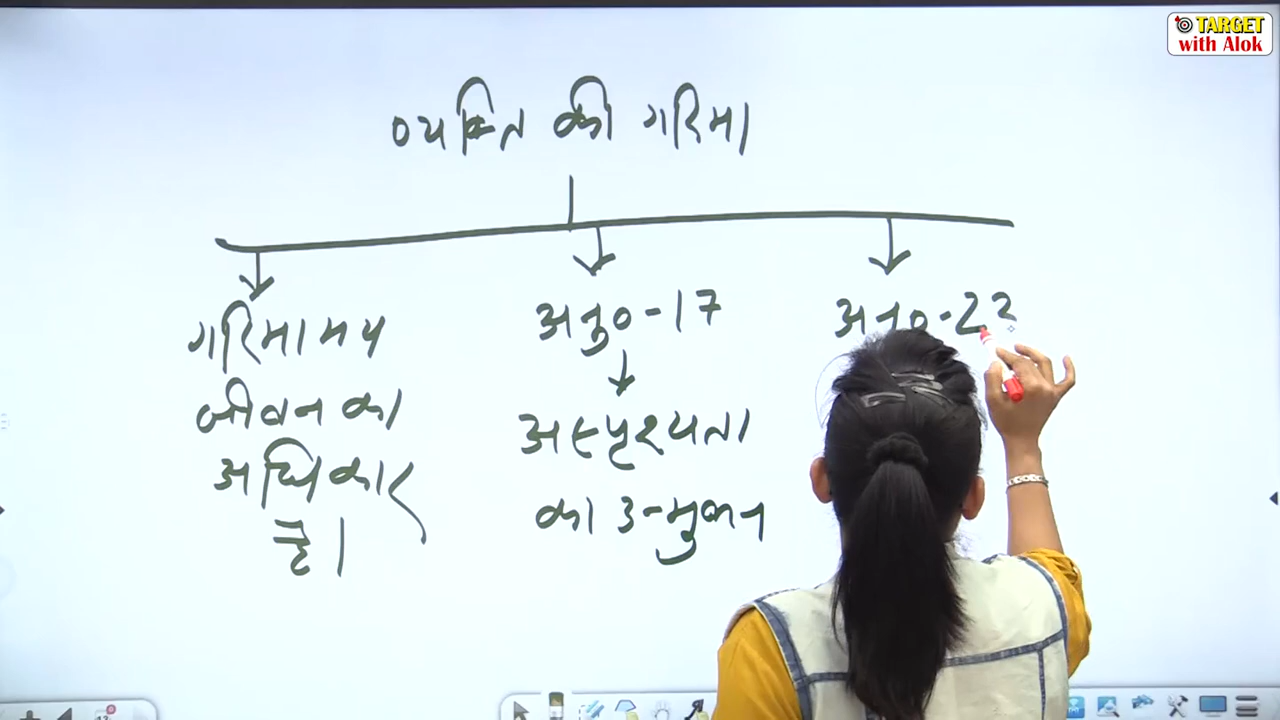 TARGET
with Alok
व्यक्ति की गरिमा
गरिमामय
जीवन का
अधिकार
है।
अनु० - 17
अस्पृश्यता
का उन्मुलन
अनु० - 22